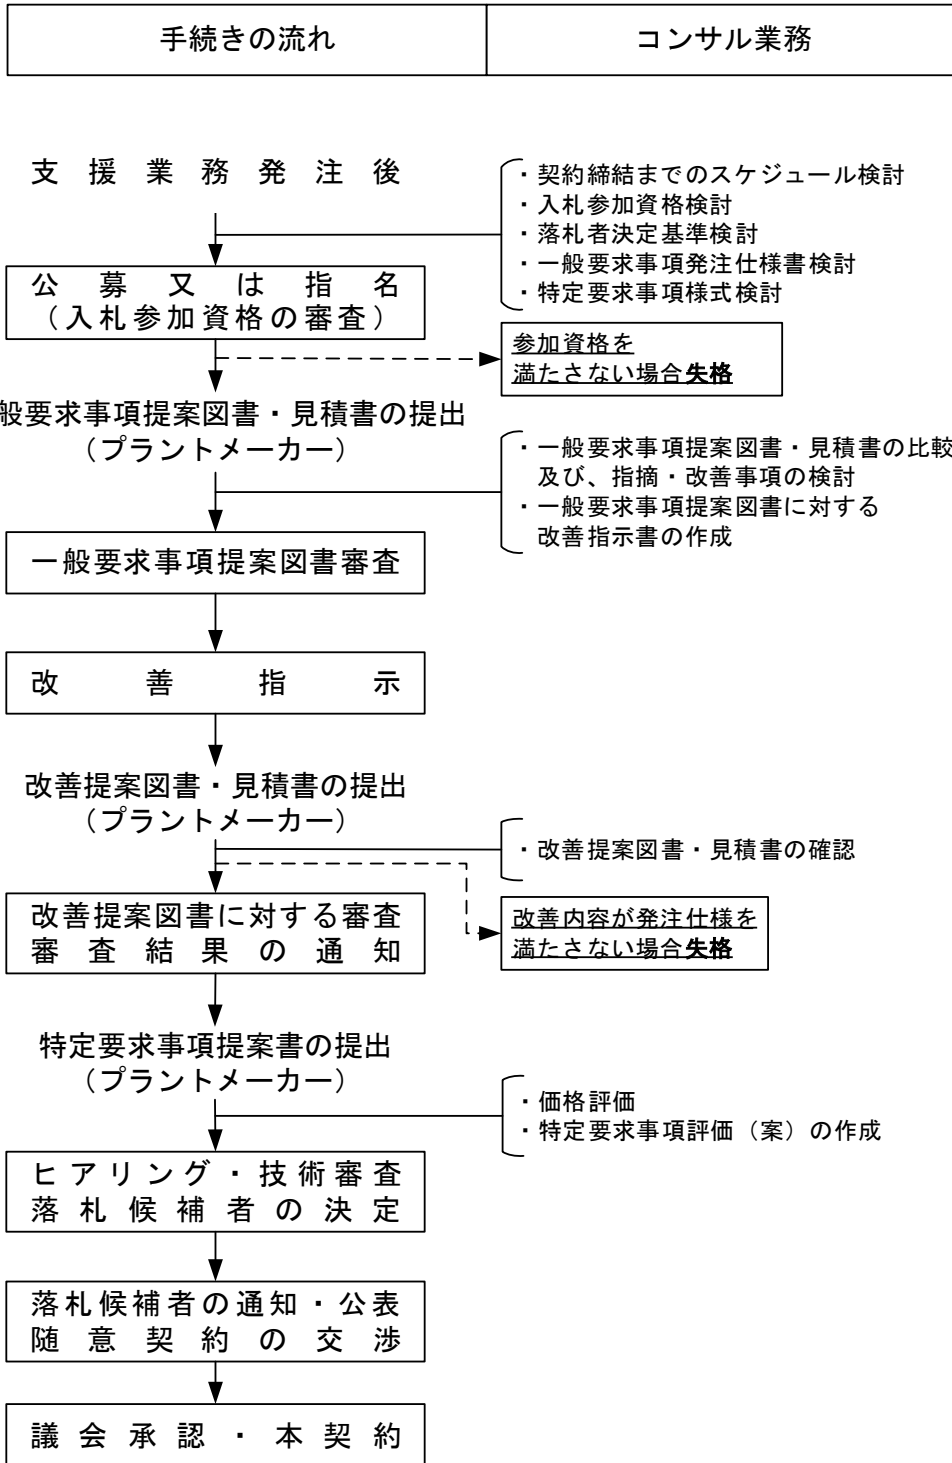 手続きの流れ
コンサル業務
支援業務発注後
・契約締結までのスケジュール検討
・入札参加資格検討
・落札者決定基準検討
・一般要求事項発注仕様書検討
・特定要求事項様式検討
公募又は指名
（入札参加資格の審査）
参加資格を
満たさない場合失格
般要求事項提案図書・見積書の提出
（プラントメーカー）
・一般要求事項提案図書・見積書の比較
及び、指摘・改善事項の検討
・一般要求事項提案図書に対する
改善指示書の作成
一般要求事項提案図書審査
改善指示
改善提案図書・見積書の提出
（プラントメーカー）
・改善提案図書・見積書の確認
改善提案図書に対する審査
審査結果の通知
改善内容が発注仕様を
満たさない場合失格
特定要求事項提案書の提出
（プラントメーカー）
・価格評価
・特定要求事項評価（案）の作成
ヒアリング・技術審査
落札候補者の決定
落札候補者の通知・公表
随意契約の交渉
議会承認・本契約